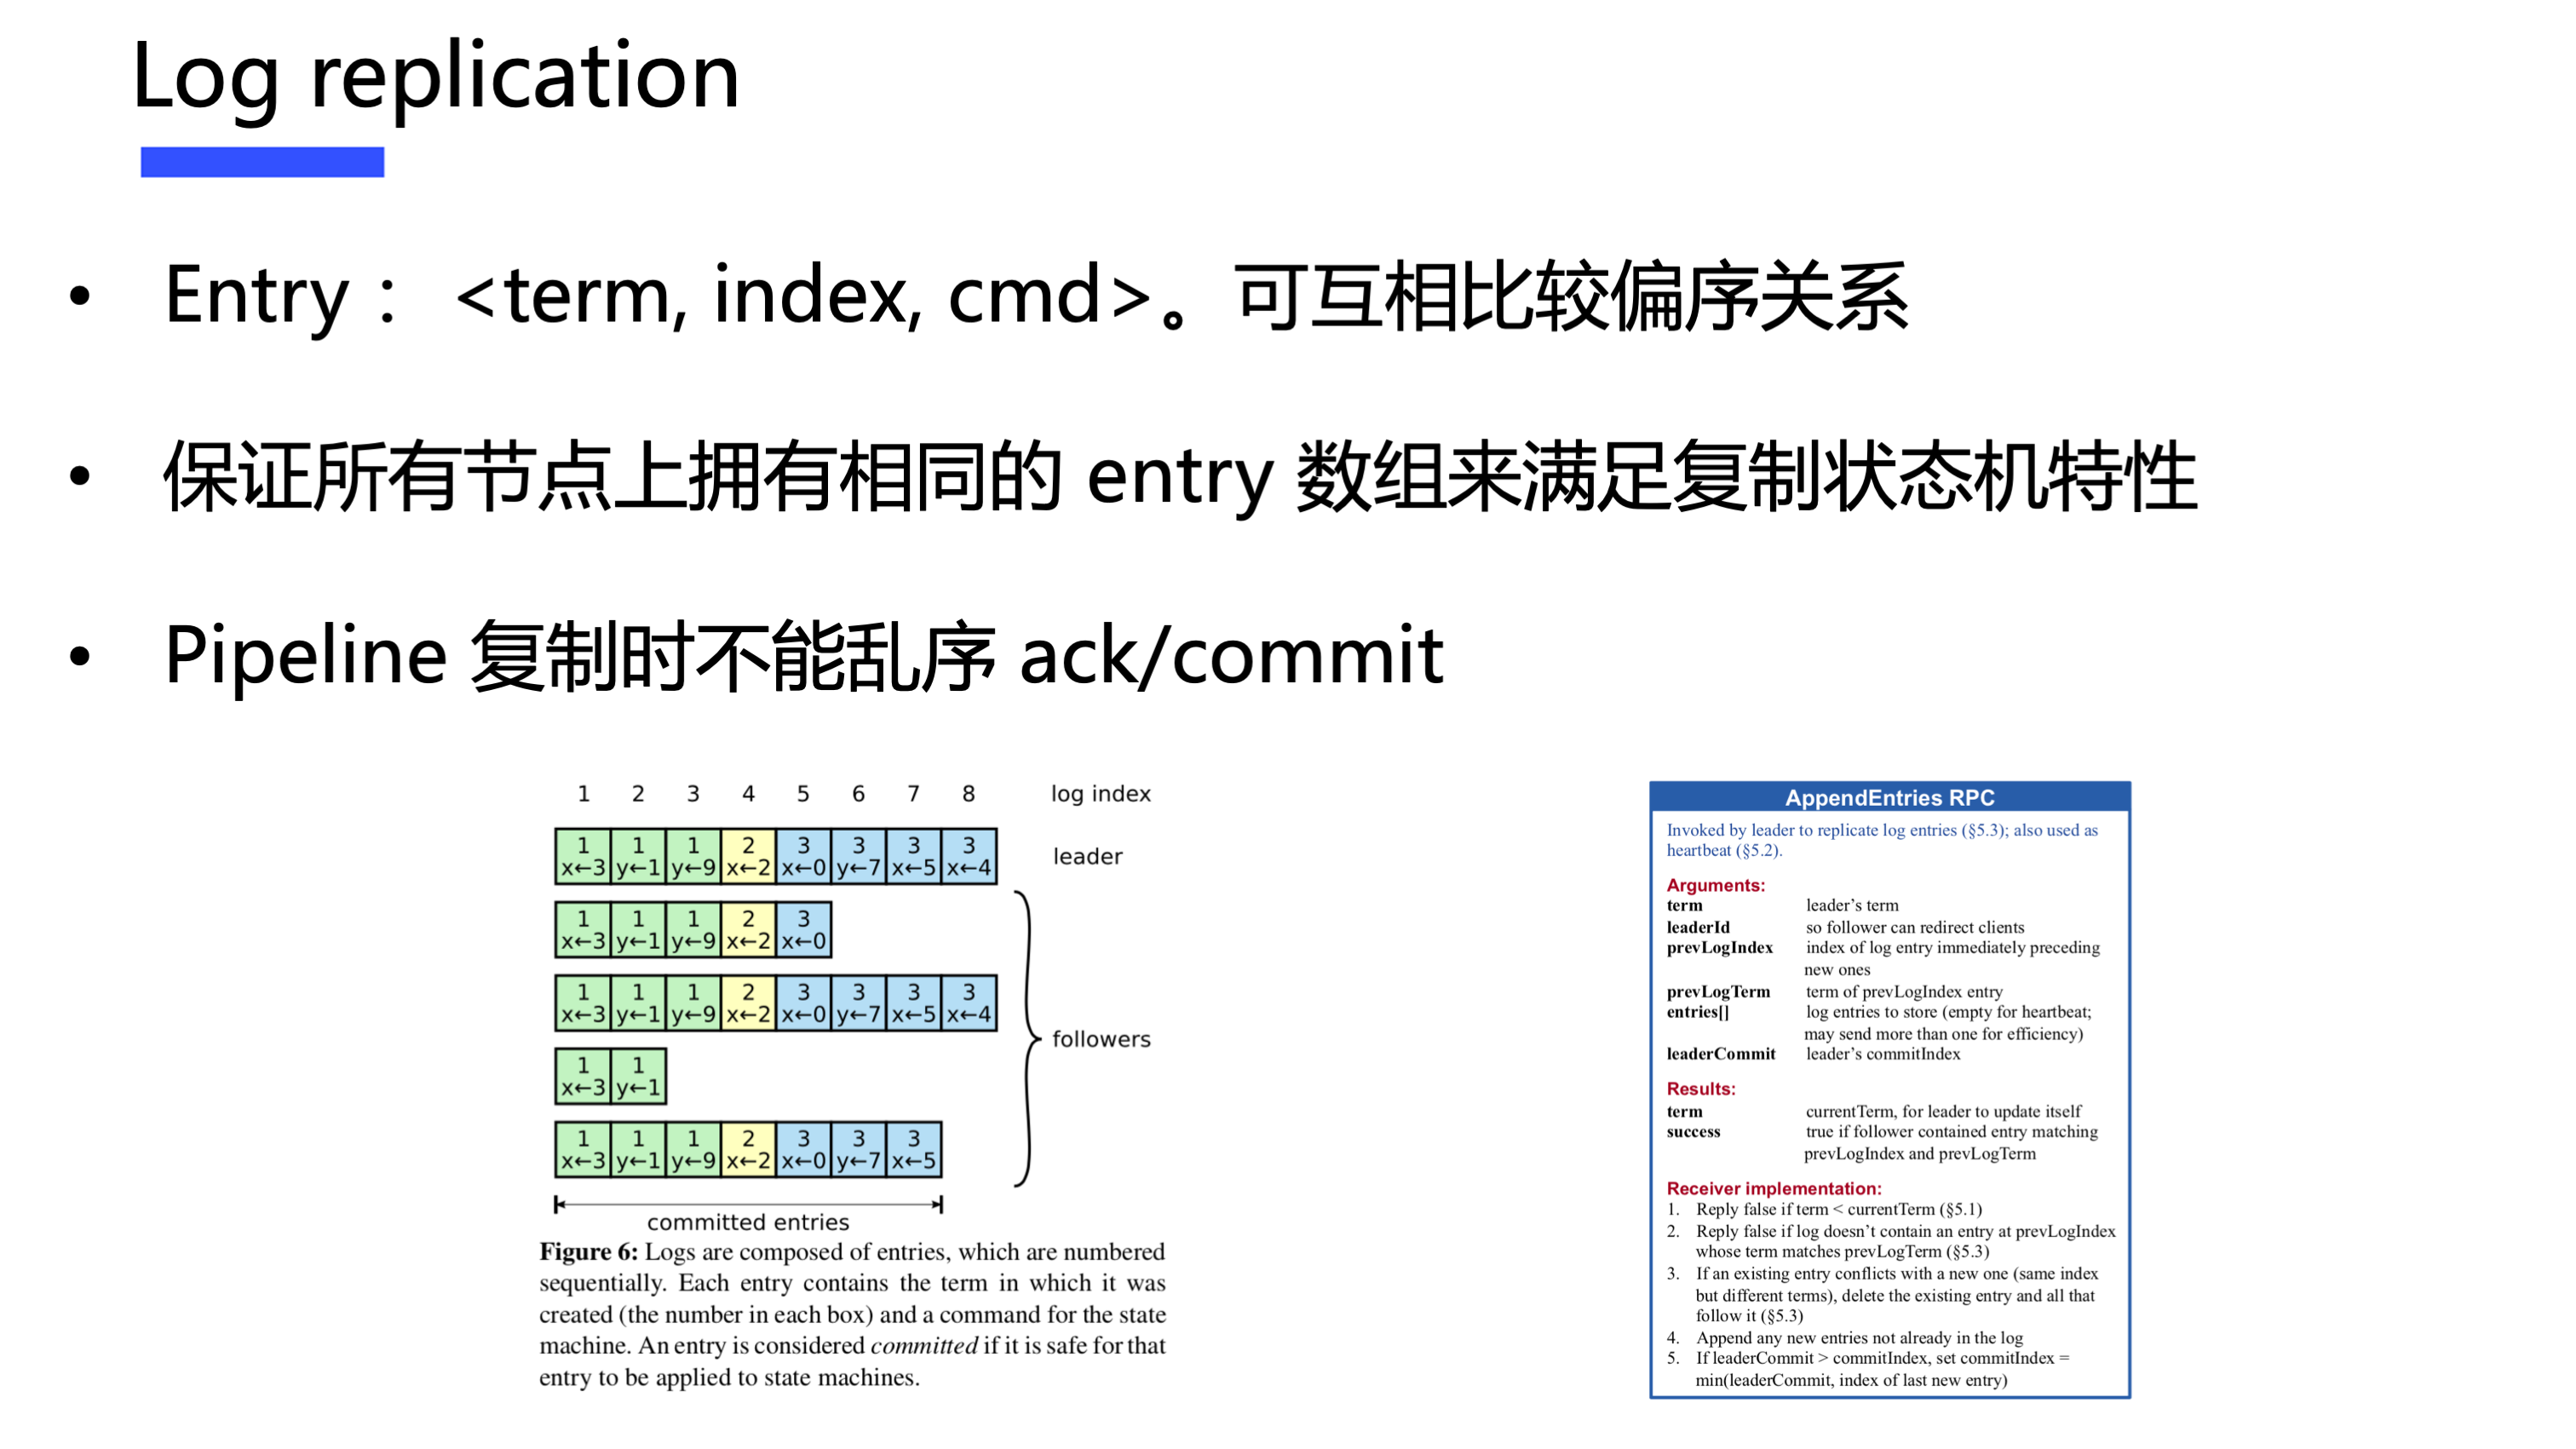 Log replication
• Entry： <term, index, cmd>。可互相比较偏序关系
• 保证所有节点上拥有相同的 entry 数组来满足复制状态机特性
• Pipeline 复制时不能乱序 ack/commit
1 2 3 4 5 6 7 8 log index
1 1 1 2 3 3 3 3
x←3 y←1 y←9 x←2 x←0 y←7 x←5 x←4
leader
1 1 1 2 3
x←3 y←1 y←9 x←2 x←0
1 1 1 2 3 3 3 3
x←3 y←1 y←9 x←2 x←0 y←7 x←5 x←4
followers
1 1
x←3 y←1
1 1 1 2 3 3 3
x←3 y←1 y←9 x←2 x←0 y←7 x←5
committed entries
Figure 6: Logs are composed of entries, which are numbered
sequentially. Each entry contains the term in which it was
created (the number in each box) and a command for the state
machine. An entry is considered committed if it is safe for that
entry to be applied to state machines.
AppendEntries RPC
Invoked by leader to replicate log entries (§5.3); also used as
heartbeat (§5.2).
Arguments:
term leader’s term
leaderId so follower can redirect clients
prevLogIndex index of log entry immediately preceding
new ones
prevLogTerm term of prevLogIndex entry
entries[] log entries to store (empty for heartbeat;
may send more than one for efficiency)
leaderCommit leader’s commitIndex
Results:
term currentTerm, for leader to update itself
success true if follower contained entry matching
prevLogIndex and prevLogTerm
Receiver implementation:
1. Reply false if term < currentTerm (§5.1)
2. Reply false if log doesn’t contain an entry at prevLogIndex
whose term matches prevLogTerm (§5.3)
3. If an existing entry conflicts with a new one (same index
but different terms), delete the existing entry and all that
follow it (§5.3)
4. Append any new entries not already in the log
5. If leaderCommit > commitIndex, set commitIndex =
min(leaderCommit, index of last new entry)